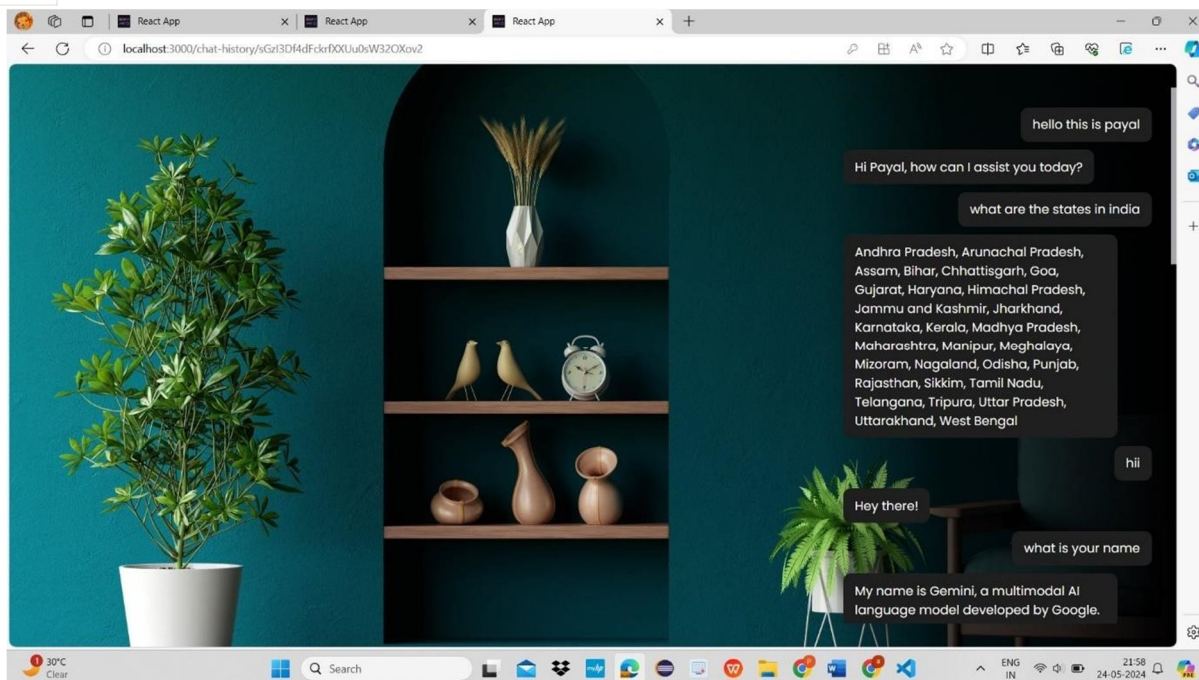 React App
React App
React App
localhost:3000/chat-history/sGzI3Df4dFckrfXXUu0sW32OXov2
hello this is payal
Hi Payal, how can I assist you today?
what are the states in india
Andhra Pradesh, Arunachal Pradesh,
Assam, Bihar, Chhattisgarh, Goa,
Gujarat, Haryana, Himachal Pradesh,
Jammu and Kashmir, Jharkhand,
Karnataka, Kerala, Madhya Pradesh,
Maharashtra, Manipur, Meghalaya,
Mizoram, Nagaland, Odisha, Punjab,
Rajasthan, Sikkim, Tamil Nadu,
Telangana, Tripura, Uttar Pradesh,
Uttarakhand, West Bengal
hii
Hey there!
what is your name
My name is Gemini, a multimodal AI
language model developed by Google.
1
30°C
Clear
Search
ENG
IN
21:58
24-05-2024